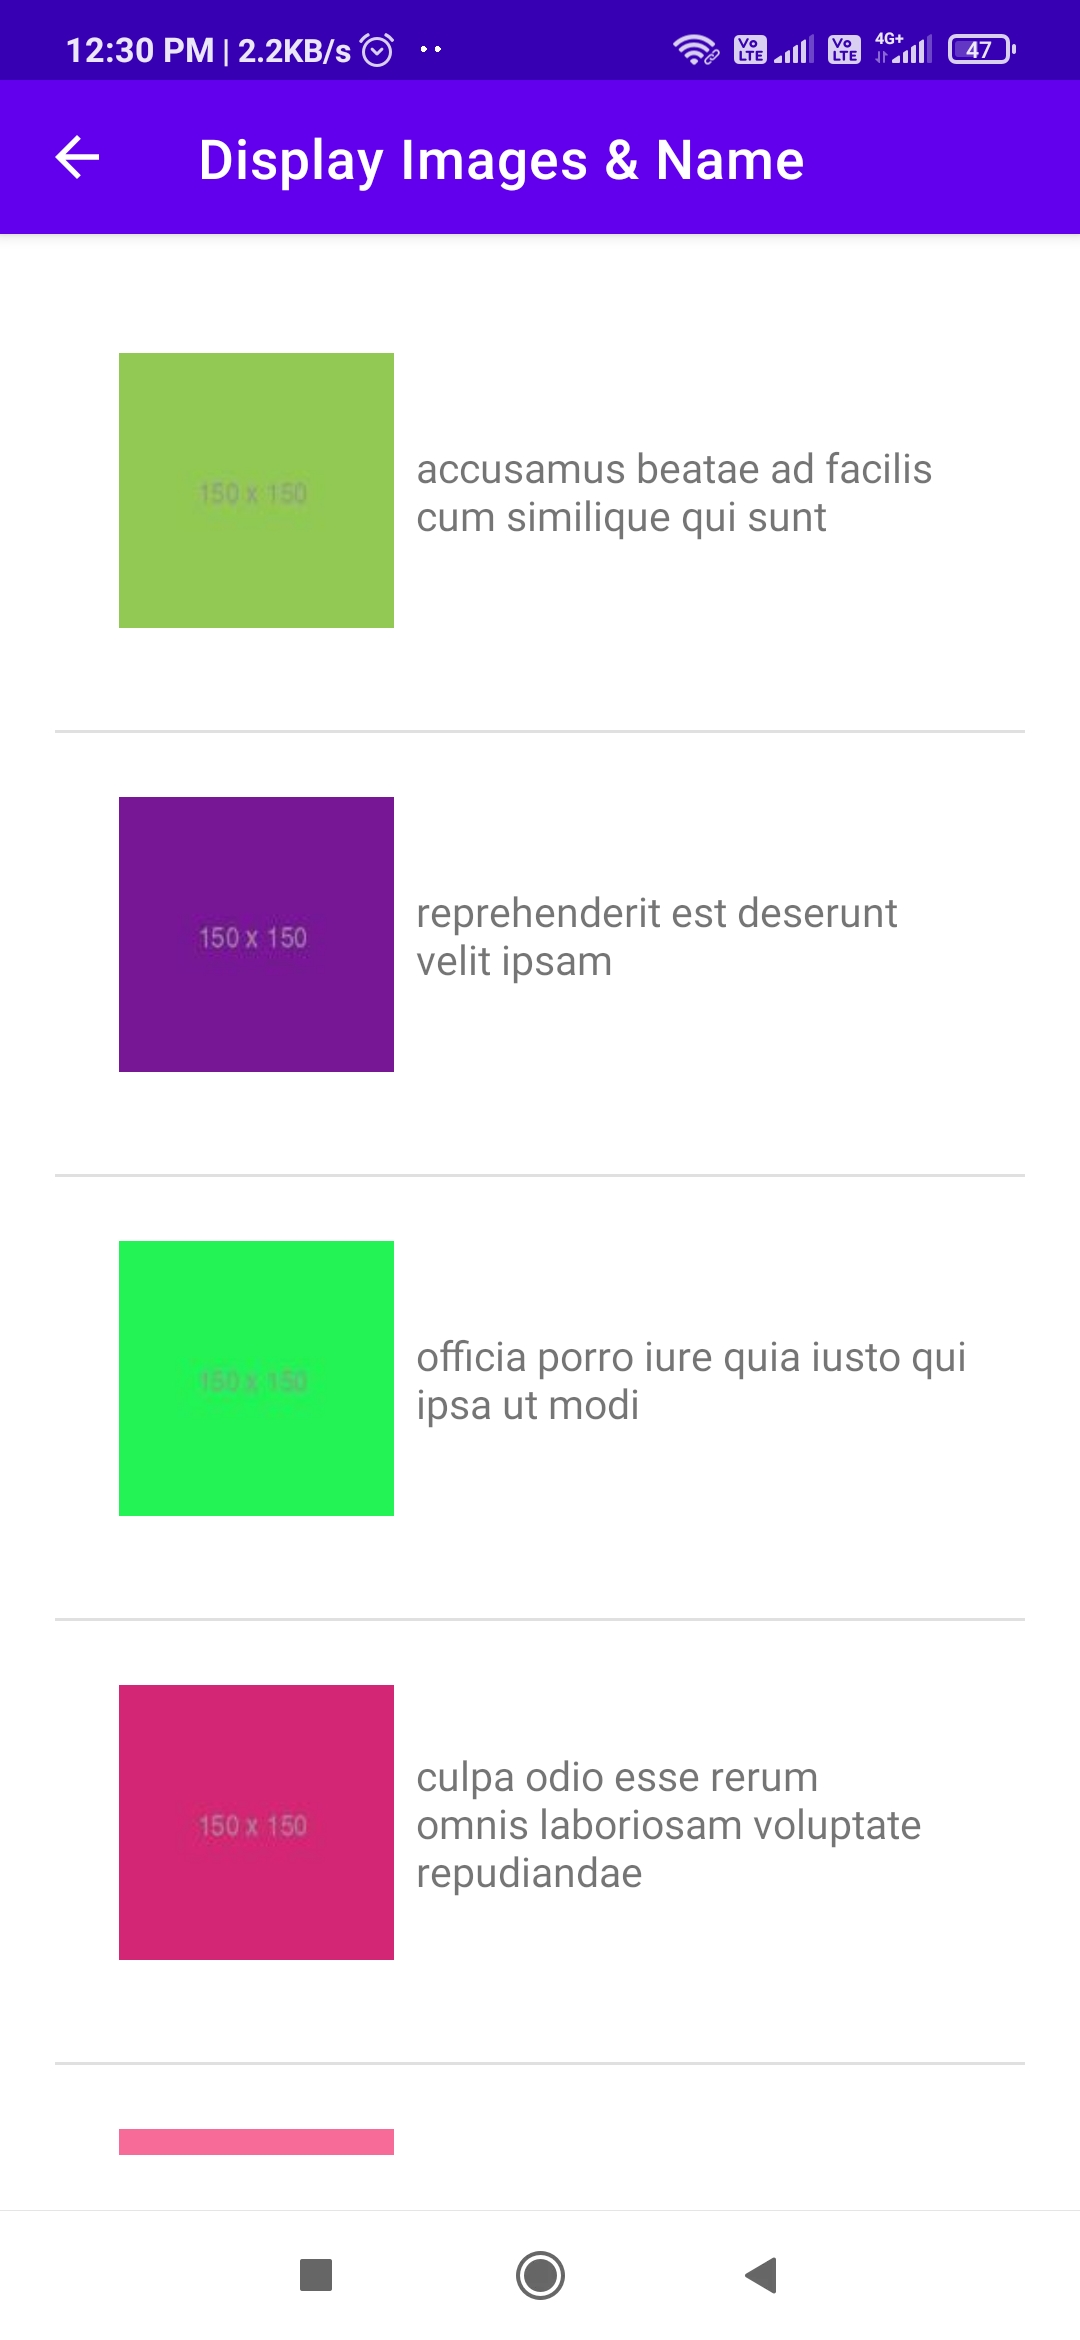 12:30 PM | 2.2KB/s
Vo LTE
Vo LTE
4G+
47
Display Images & Name
150 x 150
accusamus beatae ad facilis
cum similique qui sunt
150 x 150
reprehenderit est deserunt
velit ipsam
150 x 150
officia porro iure quia iusto qui
ipsa ut modi
150 x 150
culpa odio esse rerum
omnis laboriosam voluptate
repudiandae